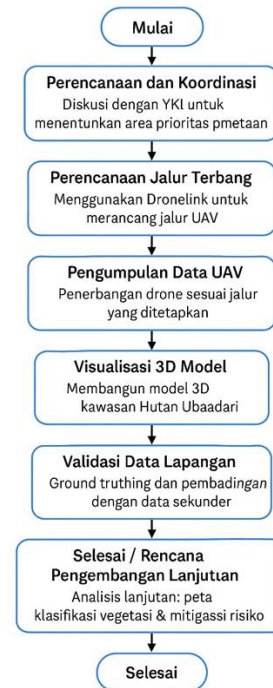 Mulai
Perencanaan dan Koordinasi
Diskusi dengan YKI untuk
menentunkan area prioritas pmetaan
Perencanaan Jalur Terbang
Menggunakan Dronelink untuk
merancang jalur UAV
Pengumpulan Data UAV
Penerbangan drone sesuai jalur
yang ditetapkan
Visualisasi 3D Model
Membangun model 3D
kawasan Hutan Ubaadari
Validasi Data Lapangan
Ground truthing dan pembadingan
dengan data sekunder
Selesai / Rencana
Pengembangan Lanjutıan
Analisis lanjutan: peta
klasifikasi vegetasi & mitigassi risiko
Selesai